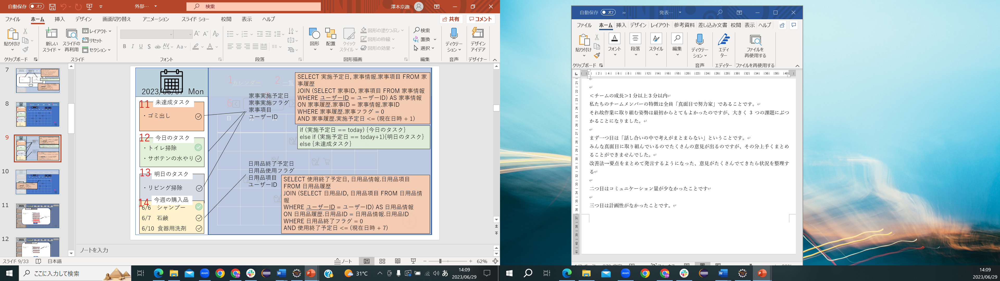 自動保存 オフ
外部…
検索
澤本京趣
ファイル ホーム 挿入 デザイン 画面切り替え アニメーション スライド ショー 校閲 表示 ヘルプ
共有 コメント
貼り付け
クリップボード
新しい
スライド
スライドの
再利用
レイアウト
リセット
セクション
スライド
フォント
段落
図形
配置
クイック
スタイル
図形の塗りつぶし
図形の枠線
図形の効果
図形描画
検索
置換
選択
編集
ディクテー
ション
音声
デザイン
アイデア
デザイナー
7
8
9
10
11
12
2023/06/07 Mon
11 未達成タスク
・ゴミ出し
12 今日のタスク
・トイレ掃除
・サボテンの水やり
13 明日のタスク
・リビング掃除
14 今週の購入品
6/6 シャンプー
6/7 石鹸
6/10 食器用洗剤
1 カレンダー 2 一覧
6
日
家事実施予定日
家事実施フラグ
家事項目
ユーザーID
日用品終了予定日
日用品使用フラグ
日用品項目
ユーザーID
SELECT 実施予定日, 家事情報.家事項目 FROM 家
事履歴
JOIN (SELECT 家事ID, 家事項目 FROM 家事情報
WHERE ユーザーID = ユーザーID) AS 家事情報
ON 家事履歴.家事ID = 家事情報.家事ID
WHERE 家事履歴.家事フラグ = 0
AND 家事履歴.実施予定日 <= (現在日時 + 1)
if (実施予定日 == today) {今日のタスク}
else if (実施予定日 == today+1){明日のタスク}
else {未達成タスク}
SELECT 使用終了予定日, 日用品情報.日用品項目
FROM 日用品履歴
JOIN (SELECT 日用品ID, 日用品項目 FROM 日用品情
報
WHERE ユーザーID = ユーザーID) AS 日用品情報
ON 日用品履歴.日用品ID = 日用品情報.日用品ID
WHERE 日用品終了フラグ = 0
AND 使用終了予定日 <= (現在日時 + 7)
ノートを入力
スライド 9/33 日本語
ノート
62%
ここに入力して検索
31°C
あ
14:09
2023/06/29
自動保存 オフ
発表…
ファイル ホーム 挿入 デザイン レイアウト 参考資料 差し込み文書 校閲 表示 ヘルプ
貼り付け
クリップボード
フォント
段落
スタイル
編集
ディクテー
ション
音声
エディ
ター
エディター
ファイルを
再使用する
ファイルを再使用する
＜チームの成長＞1 分以上 3 分以内
私たちのチームメンバーの特徴は全員「真面目で努力家」であることです。
それ故作業に取り組む姿勢は最初からとてもよかったのですが、大きく 3 つの課題にぶつ
かることになりました。
まず一つ目は「話し合いの中で考えがまとまらない」ということです。
みんな真面目に取り組んでいるのでたくさんの意見が出るのですが、その分上手くまとめ
ることができませんでした。
改善法→要点をまとめて発言するようになった、意見がたくさんでてきたら状況を整理す
る
二つ目はコミュニケーション量が少なかったことです
三つ目は計画性がなかったことです。
14:09
2023/06/29